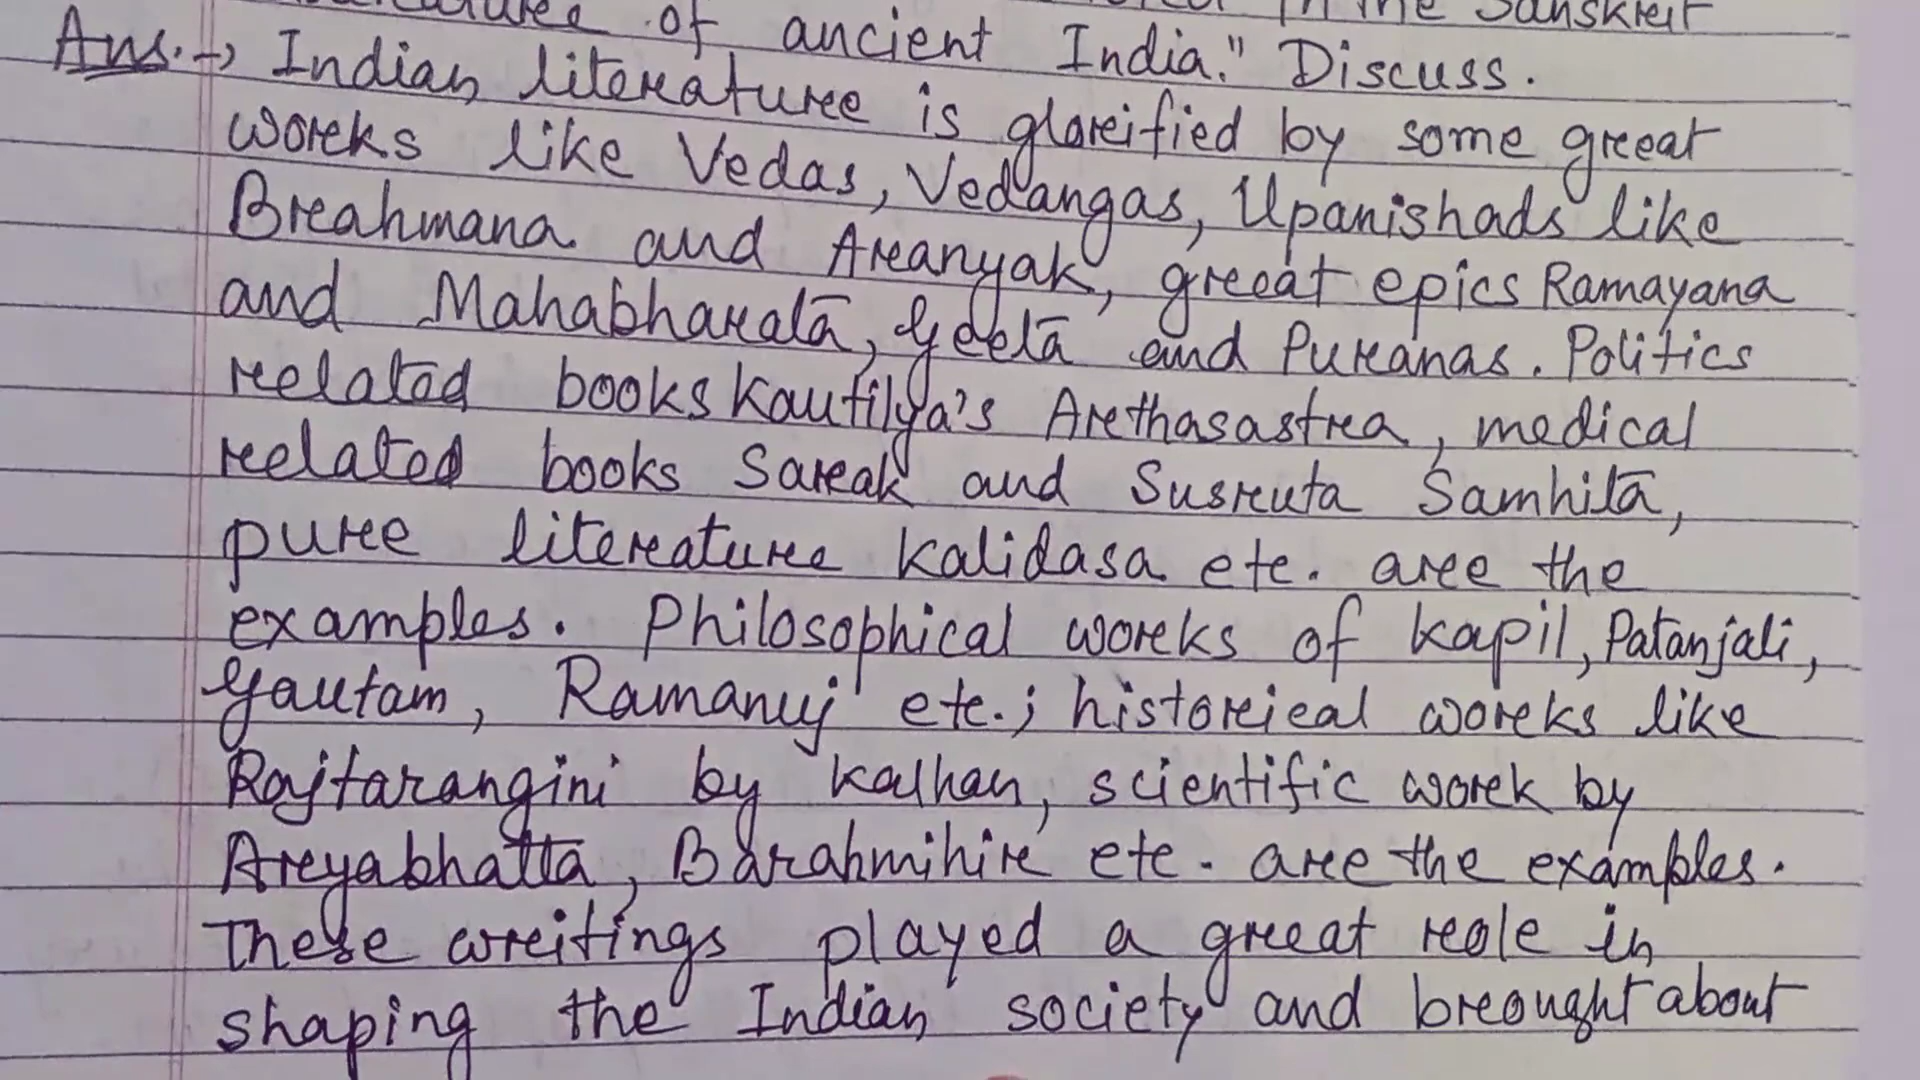 of ancient India." Discuss.
Ans. → Indian literature is glorified by some great
works like Vedas, Vedangas, Upanishads like
Brahmana and Aranyak, great epics Ramayana
and Mahabharatā, Geetā and Puranas. Politics
related books Kautilya's Arthasastra, medical
related books Sarak and Susruta Samhitā,
pure literature Kalidasa etc. are the
examples. Philosophical works of Kapil, Patanjali,
Gautam, Ramanuj etc.; historical works like
Rajtarangini by Kalhan, scientific work by
Aryabhatta, Barahmihir etc. are the examples.
These writings played a great role in
shaping the Indian society and brought about